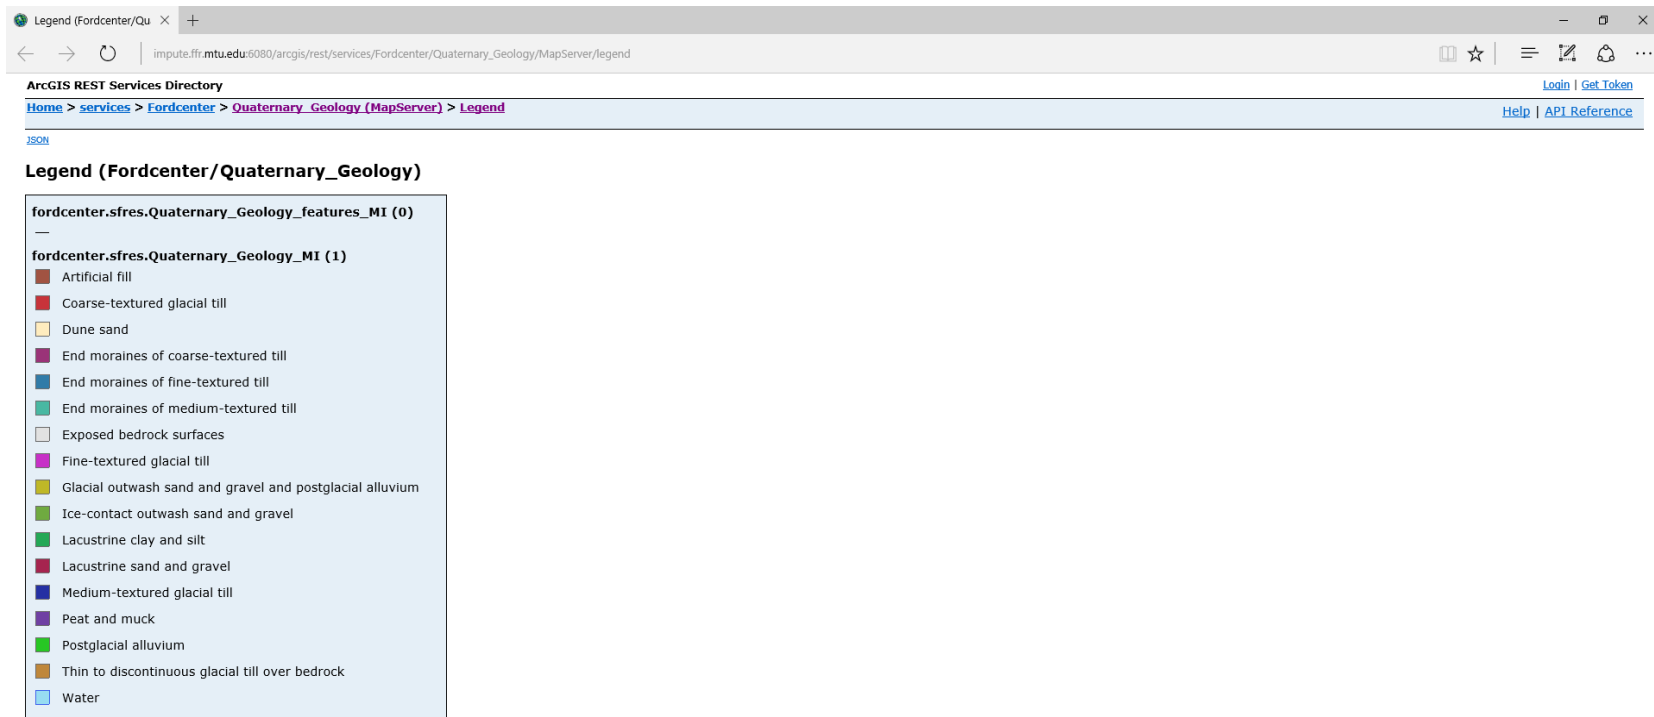 Legend (Fordcenter/Qu
impute.ffr.mtu.edu:6080/arcgis/rest/services/Fordcenter/Quaternary_Geology/MapServer/legend
ArcGIS REST Services Directory
Login | Get Token
Home > services > Fordcenter > Quaternary_Geology (MapServer) > Legend
Help | API Reference
JSON
Legend (Fordcenter/Quaternary_Geology)
fordcenter.sfres.Quaternary_Geology_features_MI (0)
fordcenter.sfres.Quaternary_Geology_MI (1)
Artificial fill
Coarse-textured glacial till
Dune sand
End moraines of coarse-textured till
End moraines of fine-textured till
End moraines of medium-textured till
Exposed bedrock surfaces
Fine-textured glacial till
Glacial outwash sand and gravel and postglacial alluvium
Ice-contact outwash sand and gravel
Lacustrine clay and silt
Lacustrine sand and gravel
Medium-textured glacial till
Peat and muck
Postglacial alluvium
Thin to discontinuous glacial till over bedrock
Water